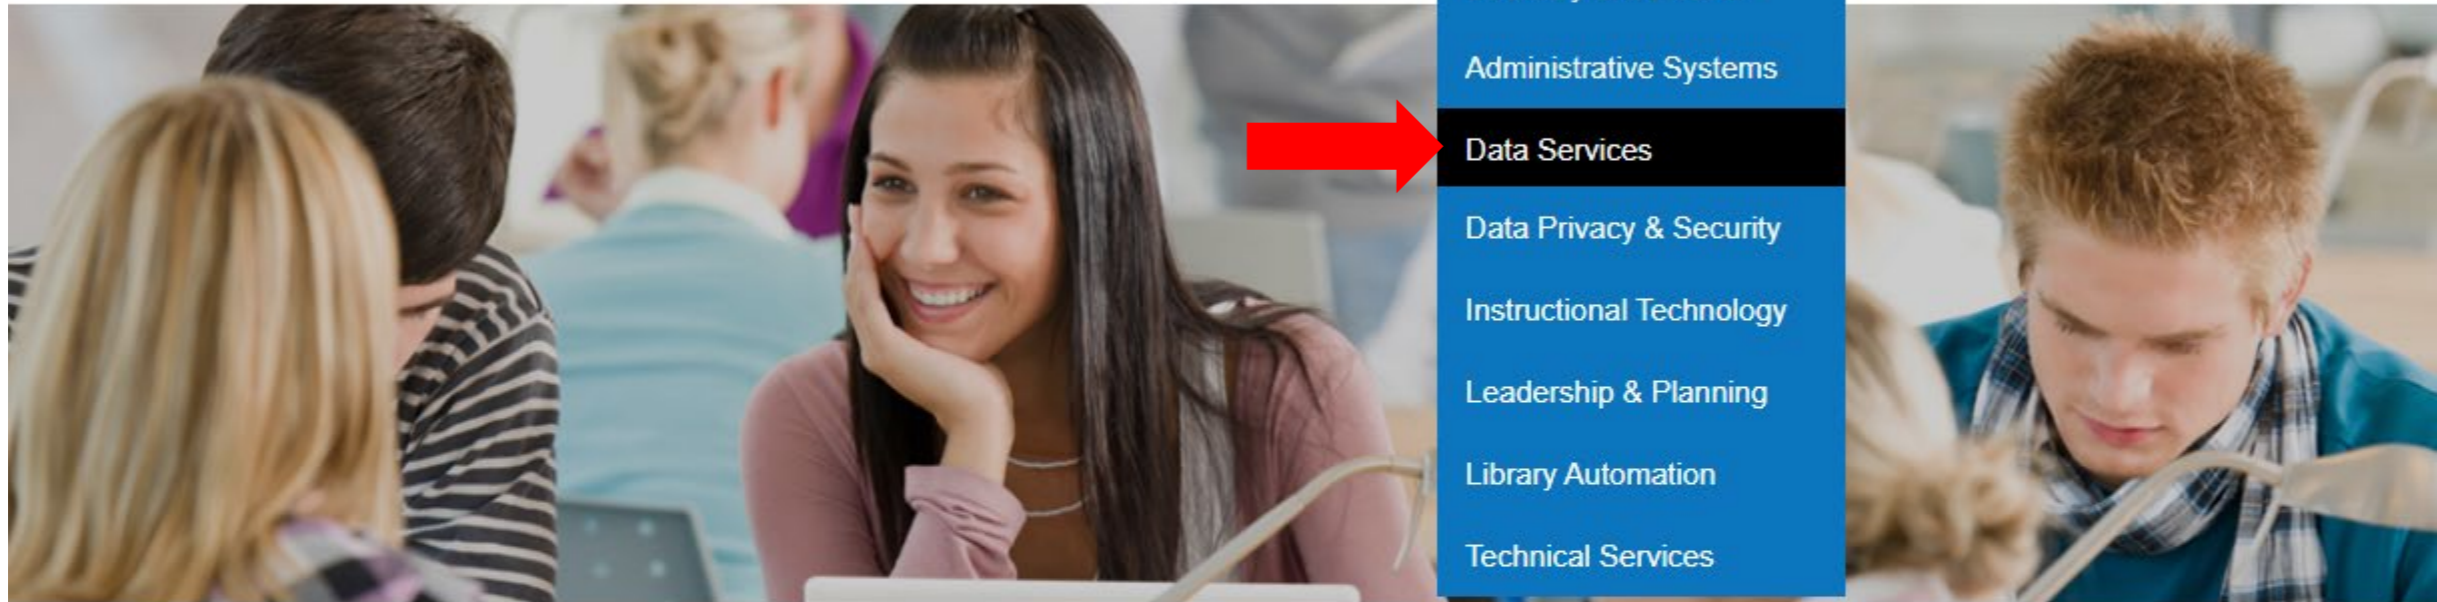 Administrative Systems
Data Services
Data Privacy & Security
Instructional Technology
Leadership & Planning
Library Automation
Technical Services